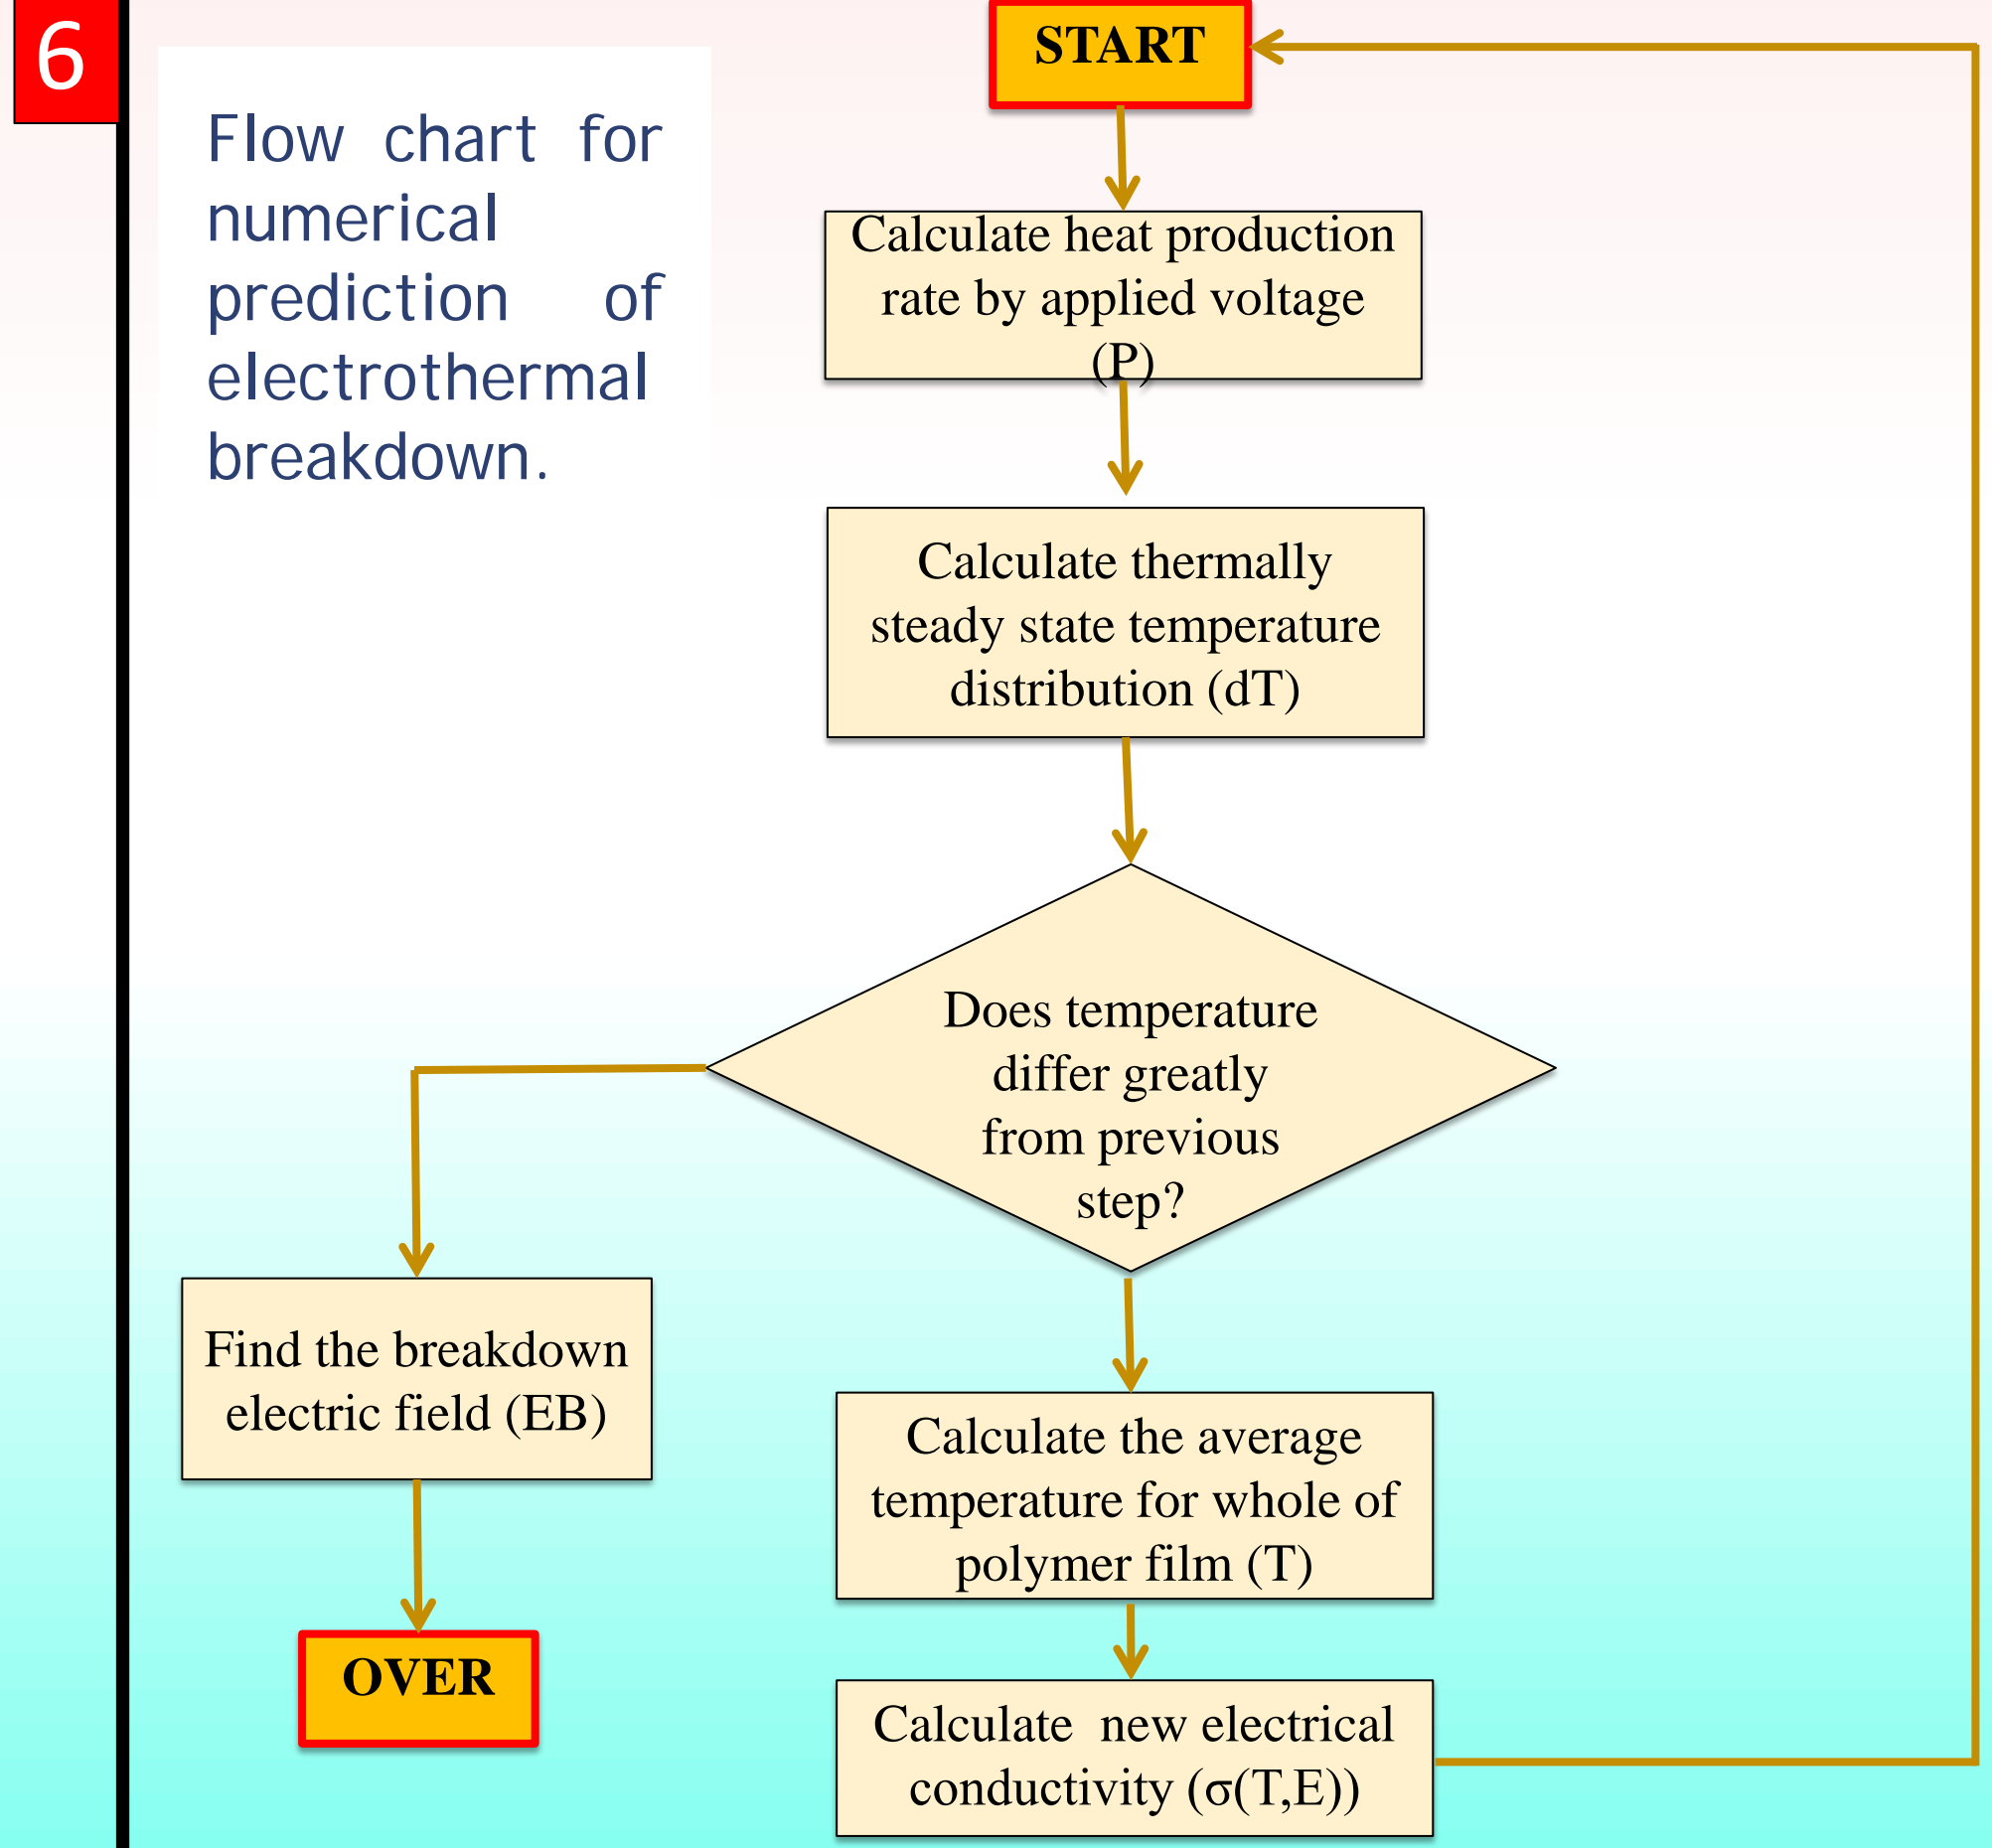 6
Flow chart for
numerical
prediction of
electrothermal
breakdown.
START
Calculate heat production
rate by applied voltage
(P)
Calculate thermally
steady state temperature
distribution (dT)
Does temperature
differ greatly
from previous
step?
Find the breakdown
electric field (EB)
OVER
Calculate the average
temperature for whole of
polymer film (T)
Calculate  new electrical
conductivity (σ(T,E))